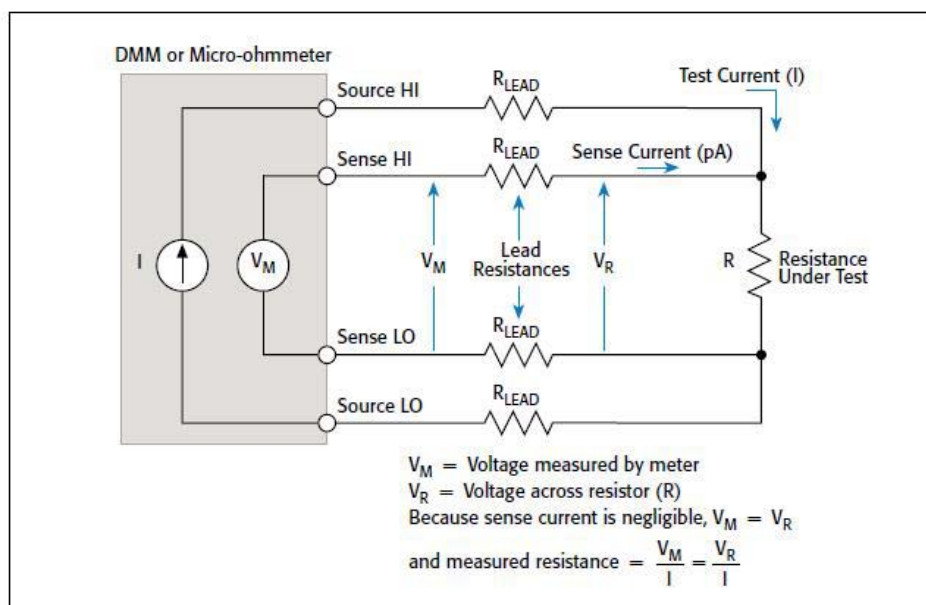 DMM or Micro-ohmmeter
Source HI
RLEAD
Test Current (I)
Sense HI
RLEAD
Sense Current (pA)
I
VM
VM
Lead
Resistances
VR
R
Resistance
Under Test
Sense LO
RLEAD
Source LO
RLEAD
VM = Voltage measured by meter
VR = Voltage across resistor (R)
Because sense current is negligible, VM = VR
and measured resistance = VM/I = VR/I